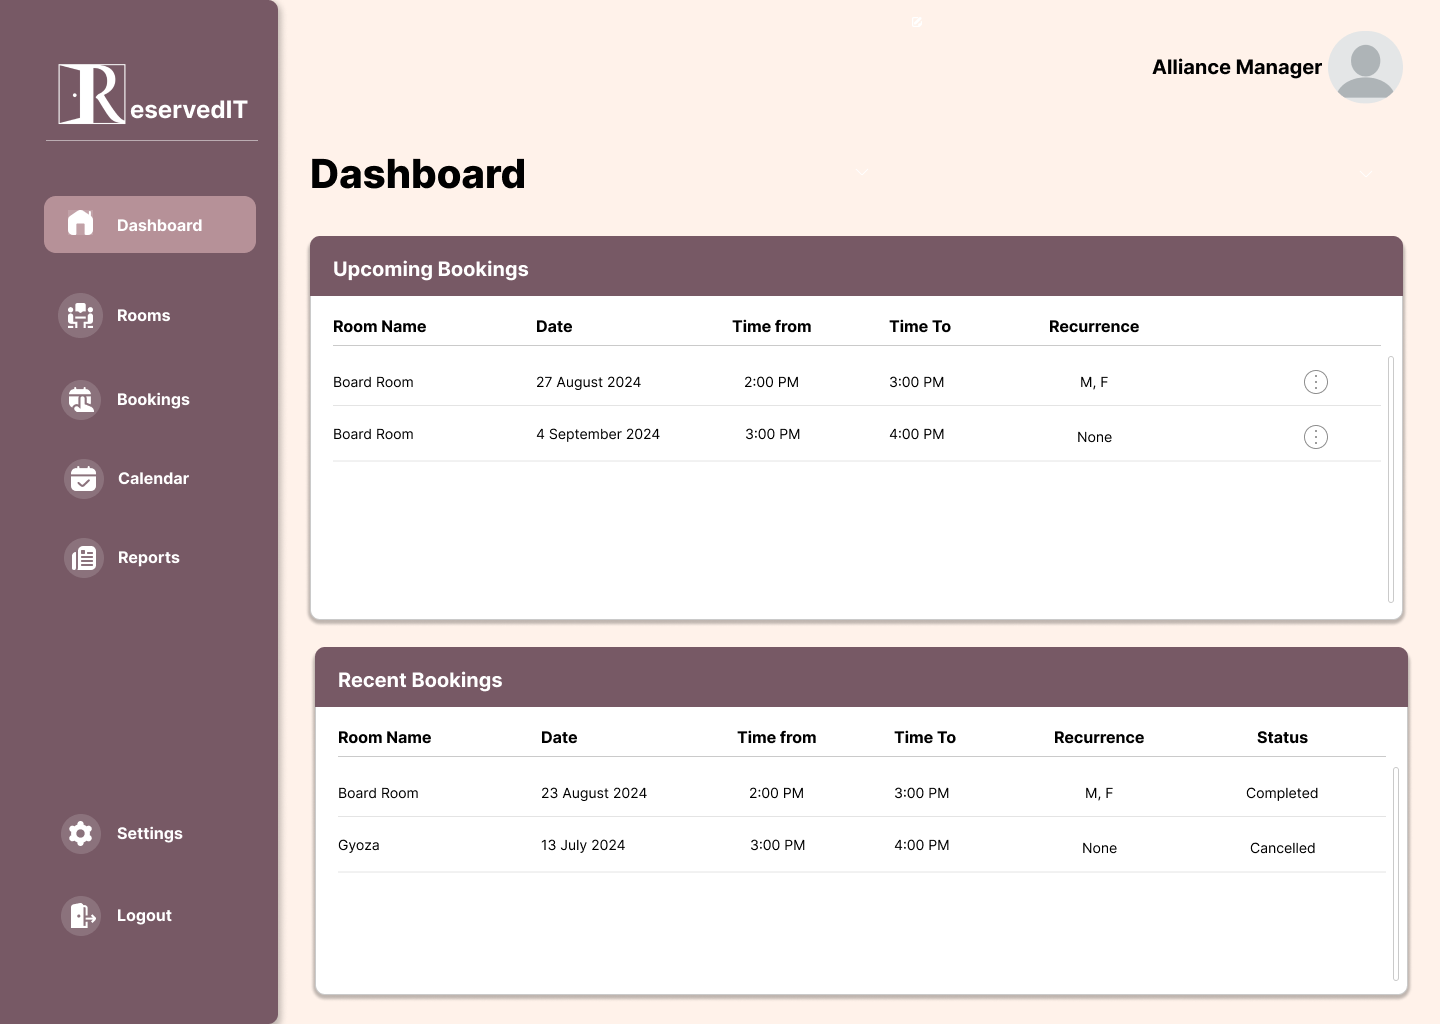 ReservedIT
Alliance Manager
Dashboard
Dashboard
Rooms
Bookings
Calendar
Reports
Settings
Logout
Upcoming Bookings
Room Name Date Time from Time To Recurrence
Board Room 27 August 2024 2:00 PM 3:00 PM M, F
Board Room 4 September 2024 3:00 PM 4:00 PM None
Recent Bookings
Room Name Date Time from Time To Recurrence Status
Board Room 23 August 2024 2:00 PM 3:00 PM M, F Completed
Gyoza 13 July 2024 3:00 PM 4:00 PM None Cancelled